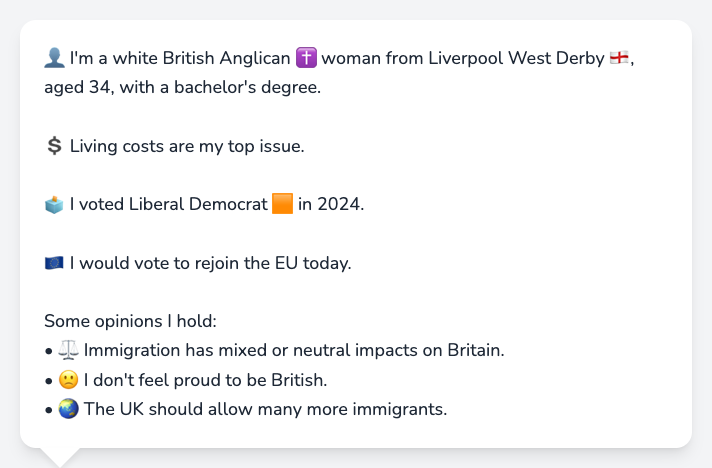 👤 I'm a white British Anglican ✝️ woman from Liverpool West Derby 🏴󠁧󠁢󠁥󠁮󠁧󠁿,
aged 34, with a bachelor's degree.
💲 Living costs are my top issue.
🗳️ I voted Liberal Democrat 🟧 in 2024.
🇪🇺 I would vote to rejoin the EU today.
Some opinions I hold:
• ⚖️ Immigration has mixed or neutral impacts on Britain.
• 🙁 I don't feel proud to be British.
• 🌏 The UK should allow many more immigrants.